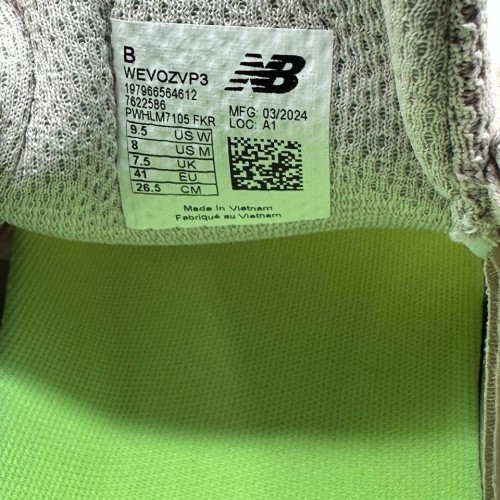 B
WEVOZVP3
197966564612
7622586
PWHLM7105 FKR
NB
MFG: 03/2024
LOC: A1
9.5 US W
8 US M
7.5 UK
41 EU
26.5 CM
Made In Vietnam
Fabriqué au Vietnam